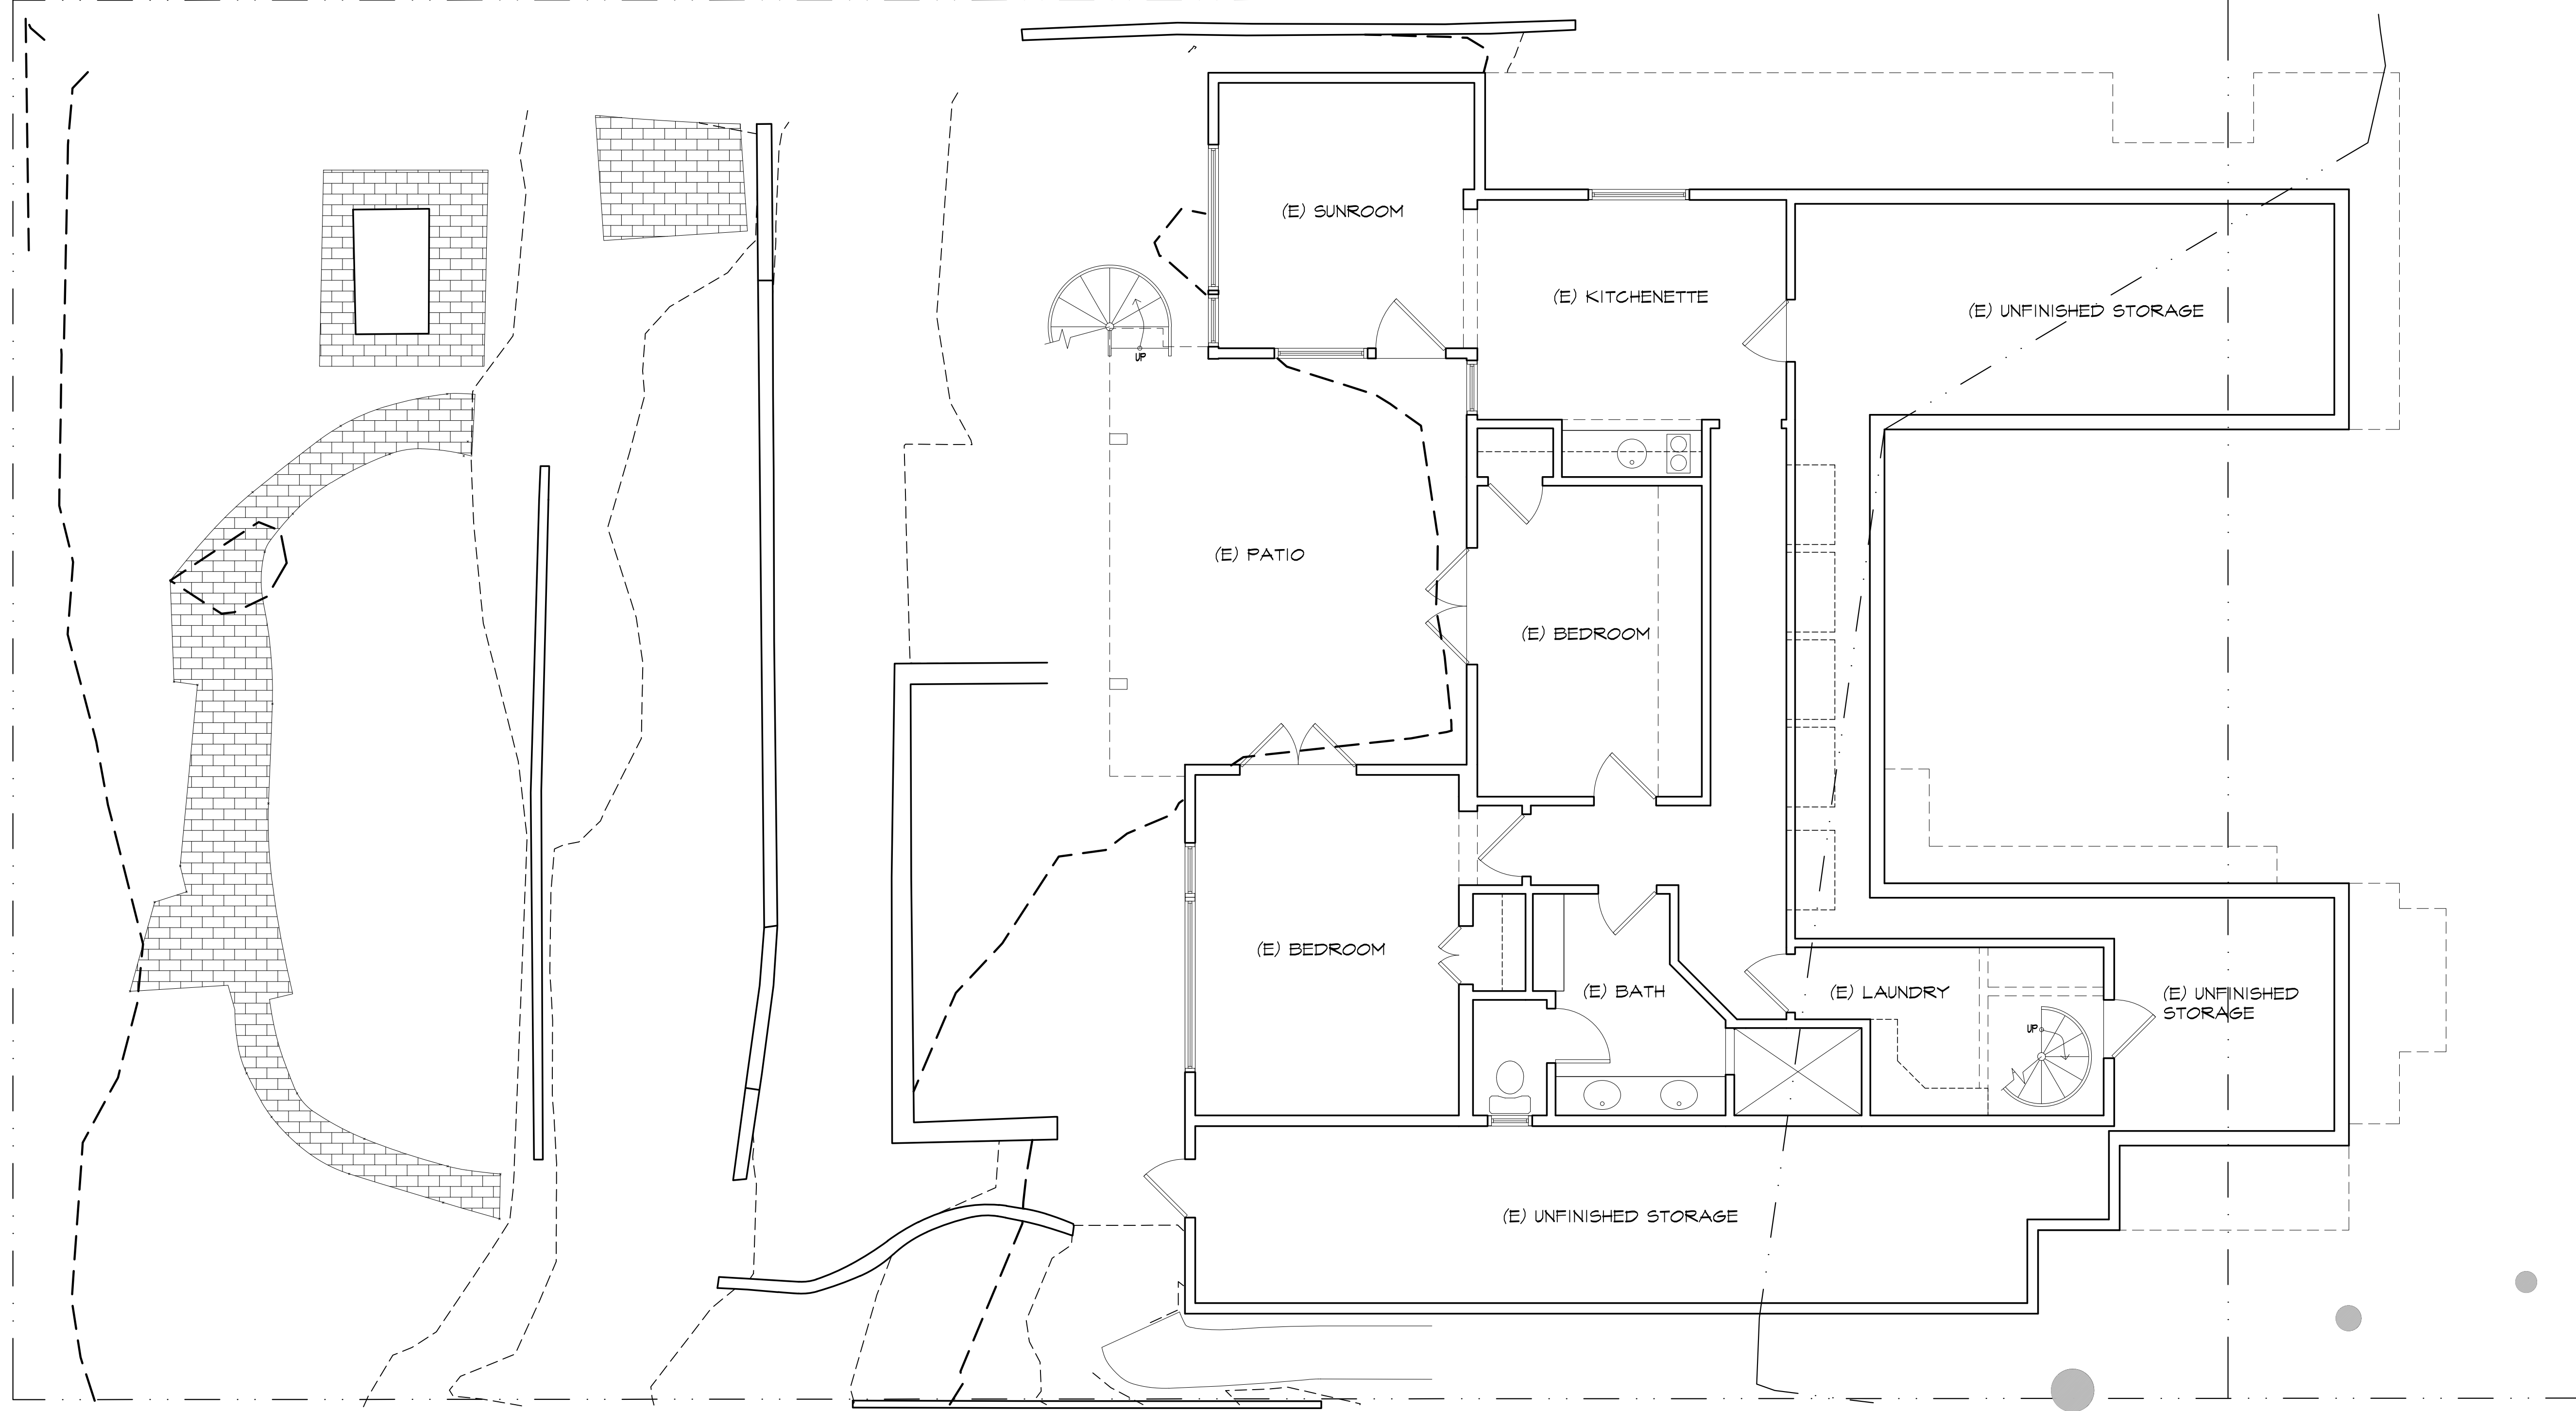 (E) SUNROOM
(E) KITCHENETTE
(E) UNFINISHED STORAGE
UP
(E) PATIO
(E) BEDROOM
(E) BEDROOM
(E) BATH
(E) LAUNDRY
(E) UNFINISHED
STORAGE
UP
(E) UNFINISHED STORAGE